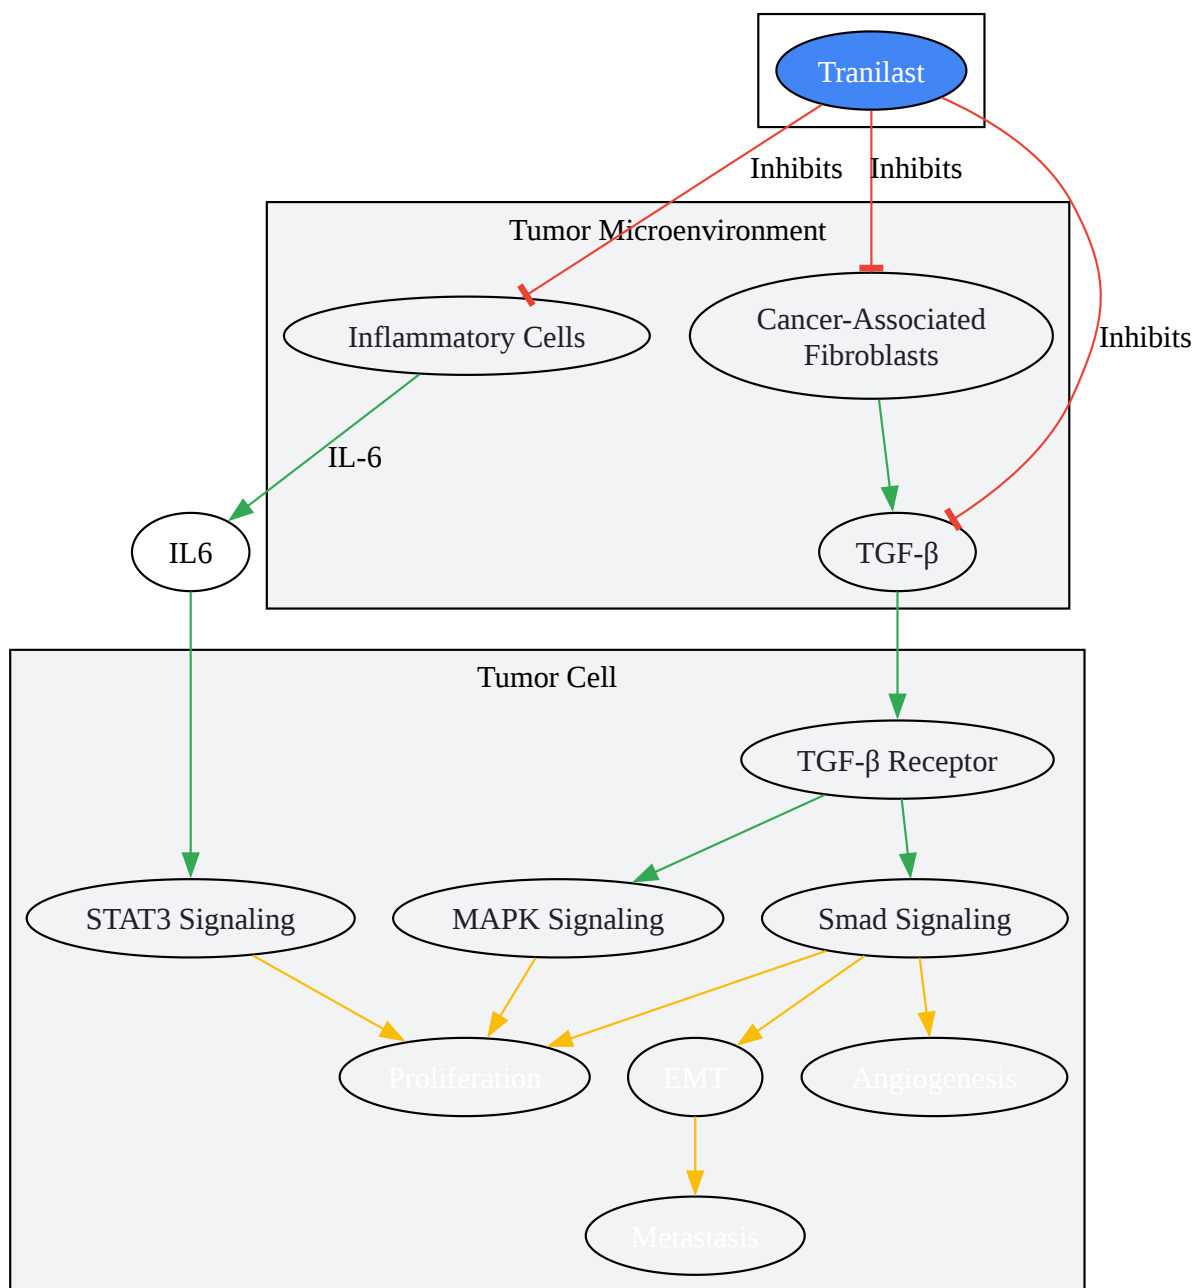 Tranilast
Inhibits
Inhibits
Tumor Microenvironment
Inflammatory Cells
Cancer-Associated
Fibroblasts
Inhibits
IL-6
IL6
TGF-β
Tumor Cell
TGF-β Receptor
STAT3 Signaling
MAPK Signaling
Smad Signaling
Proliferation
EMT
Angiogenesis
Metastasis